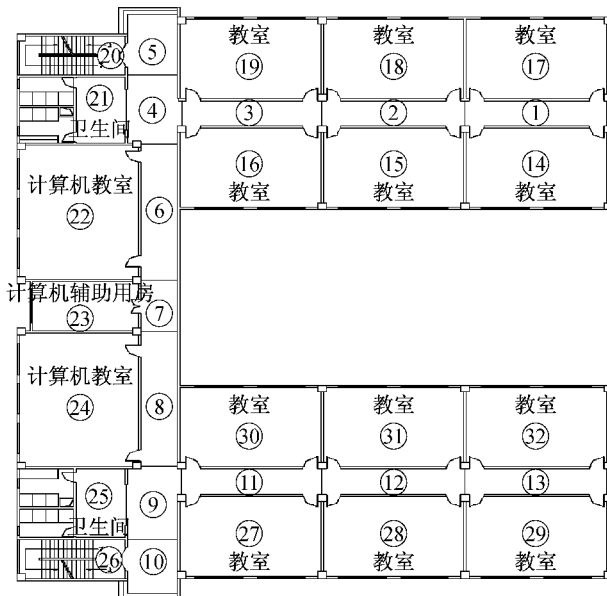 教室 教室 教室
⑤ ⑲ ⑱ ⑰
⑳
㉑ ④ ③ ② ①
卫生间
⑯ ⑮ ⑭
教室 教室 教室
计算机教室
㉒ ⑥
计算机辅助用房
㉓ ⑦
计算机教室
㉔ ⑧
教室 教室 教室
㉚ ㉛ ㉜
㉕ ⑨ ⑪ ⑫ ⑬
卫生间
㉗ ㉘ ㉙
㉖ ⑩ 教室 教室 教室